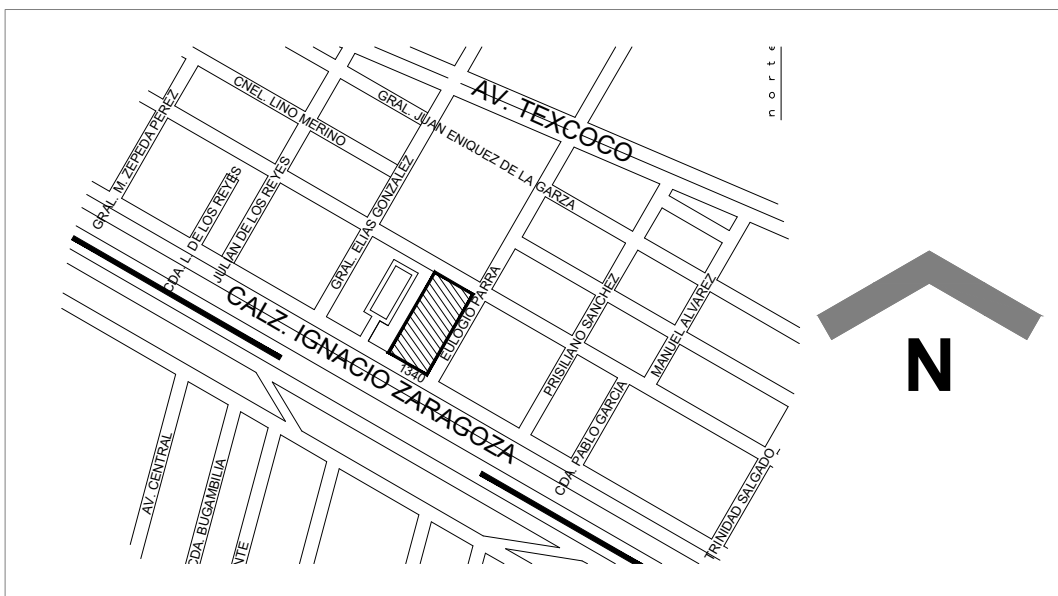 norte
AV. TEXCOCO
CNEL. LINO MERINO
GRAL. JUAN ENIQUEZ DE LA GARZA
GRAL. M. ZEPEDA PEREZ
CDA L. DE LOS REYES
JULIAN DE LOS REYES
GRAL. ELIAS GONZALEZ
EULOGIO PARRA
PRISILIANO SANCHEZ
MANUEL ALVAREZ
CALZ. IGNACIO ZARAGOZA
1340
N
CDA. PABLO GARCIA
TRINIDAD SALGADO
AV. CENTRAL
CDA. BUGAMBILIA
NTE